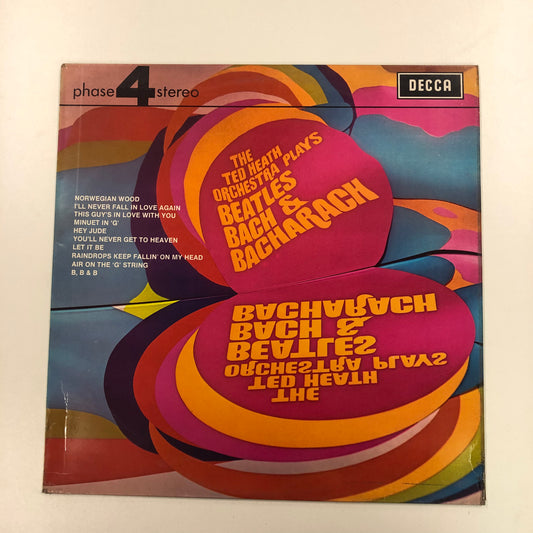 phase 4 stereo
DECCA
THE
TED HEATH
ORCHESTRA PLAYS
BEATLES
BACH &
BACHARACH
NORWEGIAN WOOD
I'LL NEVER FALL IN LOVE AGAIN
THIS GUY'S IN LOVE WITH YOU
MINUET IN 'G'
HEY JUDE
YOU'LL NEVER GET TO HEAVEN
LET IT BE
RAINDROPS KEEP FALLIN' ON MY HEAD
AIR ON THE 'G' STRING
B, B & B
BACHARACH
BACH &
BEATLES
ORCHESTRA PLAYS
TED HEATH
THE